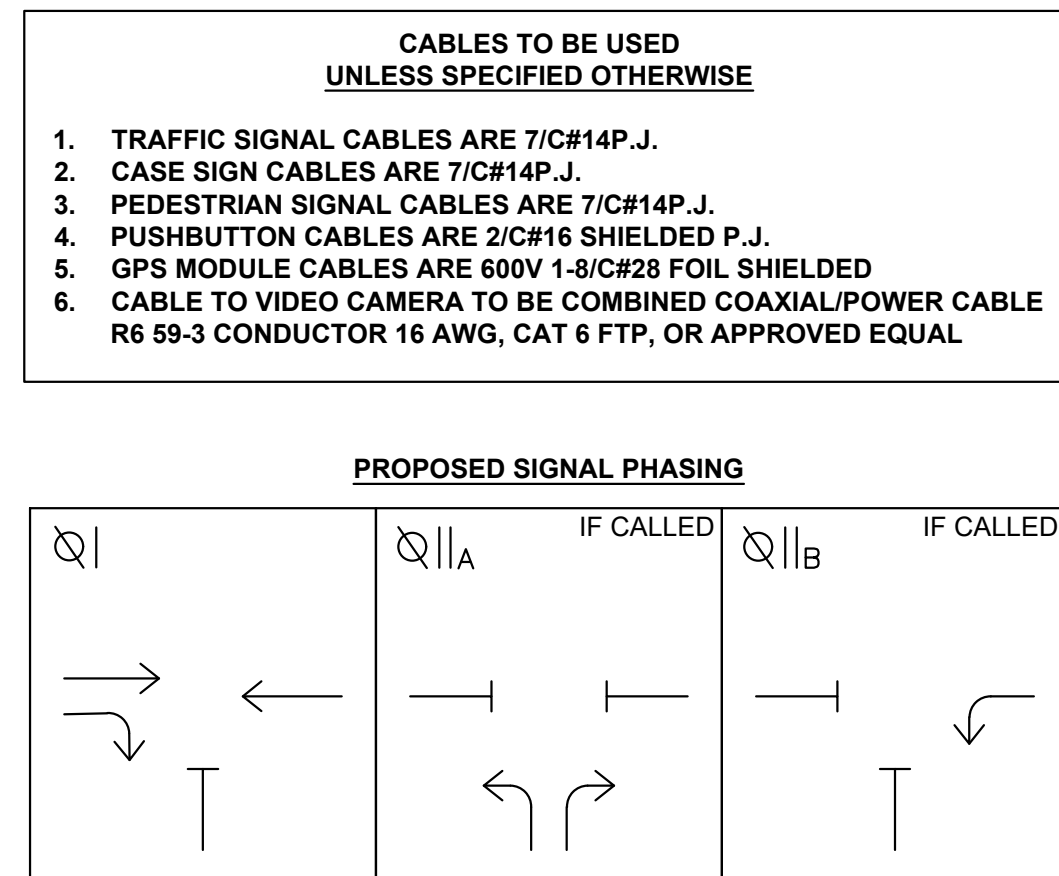 CABLES TO BE USED
UNLESS SPECIFIED OTHERWISE
1. TRAFFIC SIGNAL CABLES ARE 7/C#14P.J.
2. CASE SIGN CABLES ARE 7/C#14P.J.
3. PEDESTRIAN SIGNAL CABLES ARE 7/C#14P.J.
4. PUSHBUTTON CABLES ARE 2/C#16 SHIELDED P.J.
5. GPS MODULE CABLES ARE 600V 1-8/C#28 FOIL SHIELDED
6. CABLE TO VIDEO CAMERA TO BE COMBINED COAXIAL/POWER CABLE
R6 59-3 CONDUCTOR 16 AWG, CAT 6 FTP, OR APPROVED EQUAL
PROPOSED SIGNAL PHASING
Ø|
Ø||A IF CALLED
Ø||B IF CALLED